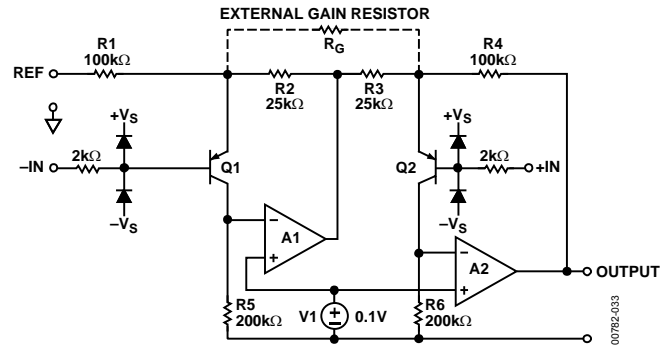 EXTERNAL GAIN RESISTOR
RG
R1
100kΩ
REF
R2
25kΩ
R3
25kΩ
R4
100kΩ
+VS
+VS
–IN
2kΩ
Q1
Q2
2kΩ
+IN
–VS
–VS
–
A1
+
–
A2
+
OUTPUT
R5
200kΩ
V1
+
–
0.1V
R6
200kΩ
00782-033